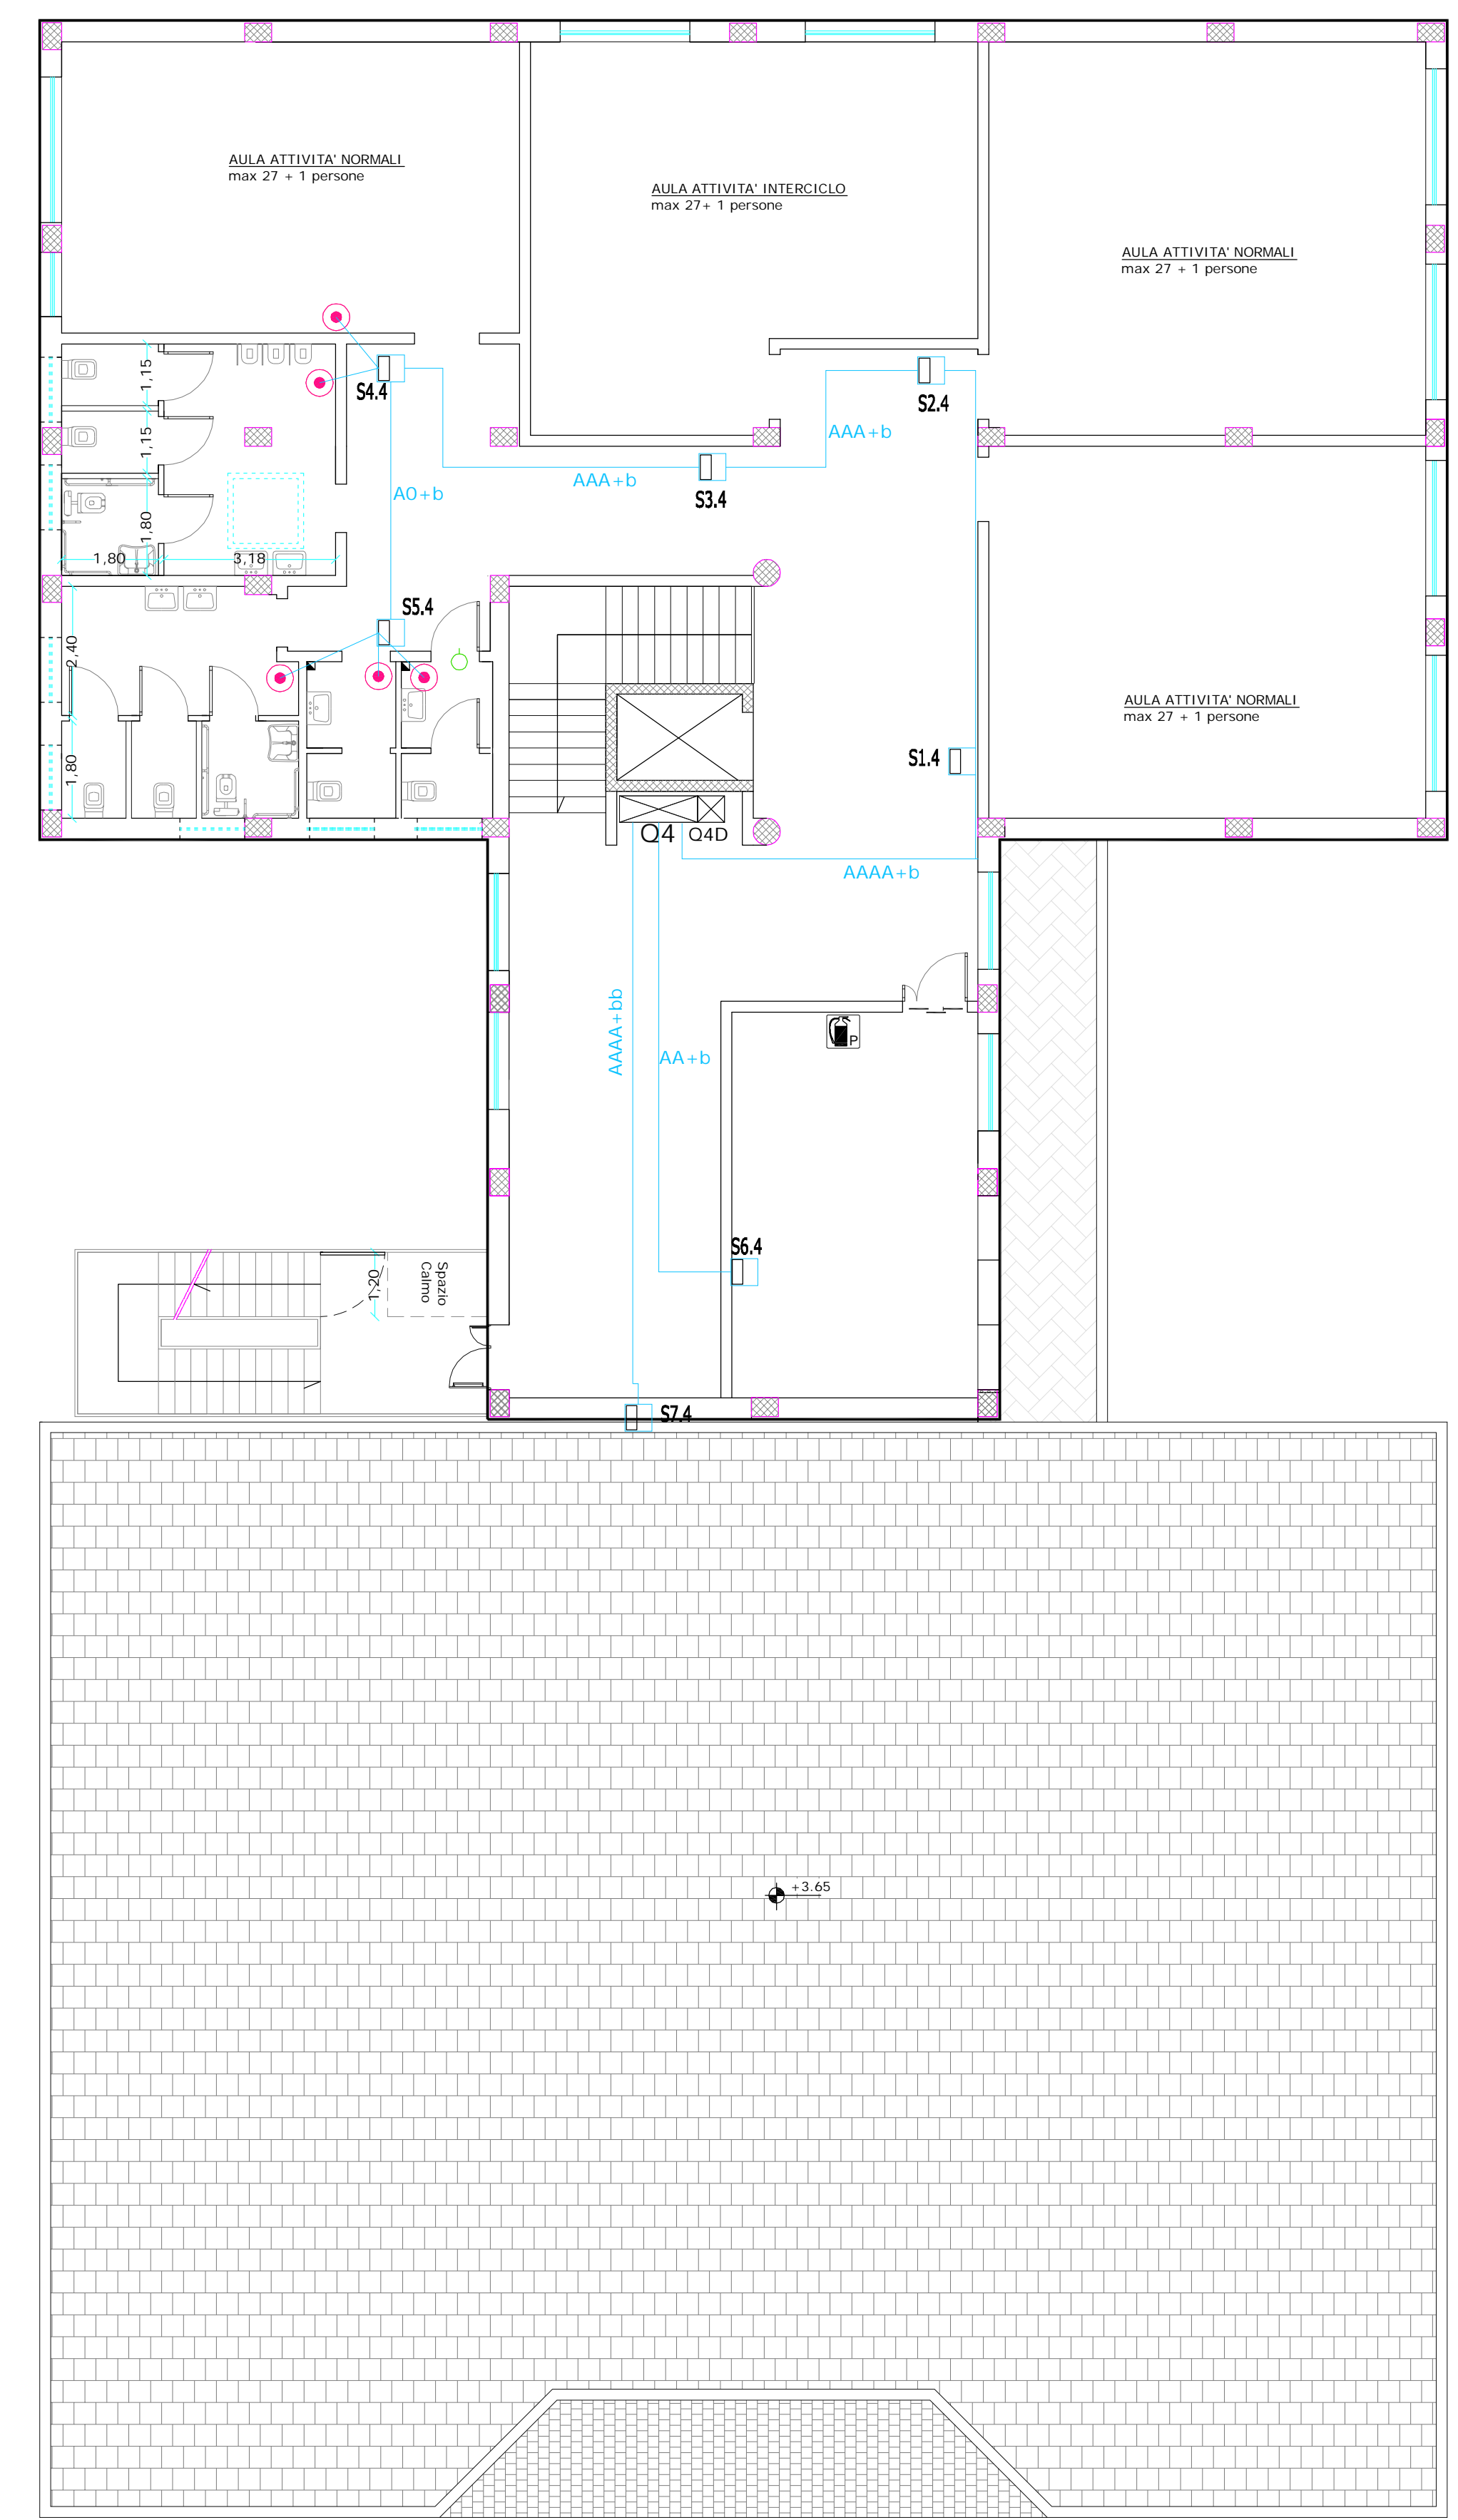 AULA ATTIVITA' NORMALI
max 27 + 1 persone
AULA ATTIVITA' INTERCICLO
max 27+ 1 persone
AULA ATTIVITA' NORMALI
max 27 + 1 persone
1,15
S4.4
S2.4
1,15
AAA+b
AAA+b
A0+b
S3.4
1,80
1,80
3,18
S5.4
2,40
AULA ATTIVITA' NORMALI
max 27 + 1 persone
S1.4
1,80
Q4
Q4D
AAAA+b
AAAA+bb
AA+b
P
S6.4
Spazio
Calmo
1,20
S7.4
+3.65